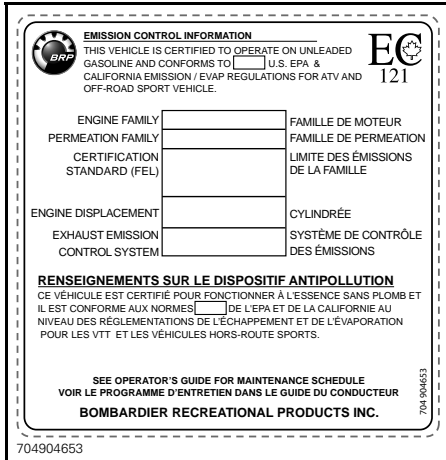 BRP
EMISSION CONTROL INFORMATION
THIS VEHICLE IS CERTIFIED TO OPERATE ON UNLEADED
GASOLINE AND CONFORMS TO U.S. EPA &
CALIFORNIA EMISSION / EVAP REGULATIONS FOR ATV AND
OFF-ROAD SPORT VEHICLE.
EC
121
ENGINE FAMILY FAMILLE DE MOTEUR
PERMEATION FAMILY FAMILLE DE PERMEATION
CERTIFICATION LIMITE DES ÉMISSIONS
STANDARD (FEL) DE LA FAMILLE
ENGINE DISPLACEMENT CYLINDRÉE
EXHAUST EMISSION SYSTÈME DE CONTRÔLE
CONTROL SYSTEM DES ÉMISSIONS
RENSEIGNEMENTS SUR LE DISPOSITIF ANTIPOLLUTION
CE VÉHICULE EST CERTIFIÉ POUR FONCTIONNER À L'ESSENCE SANS PLOMB ET
IL EST CONFORME AUX NORMES DE L'EPA ET DE LA CALIFORNIE AU
NIVEAU DES RÉGLEMENTATIONS DE L'ÉCHAPPEMENT ET DE L'ÉVAPORATION
POUR LES VTT ET LES VÉHICULES HORS-ROUTE SPORTS.
SEE OPERATOR'S GUIDE FOR MAINTENANCE SCHEDULE
VOIR LE PROGRAMME D'ENTRETIEN DANS LE GUIDE DU CONDUCTEUR
BOMBARDIER RECREATIONAL PRODUCTS INC.
704 904653
704904653